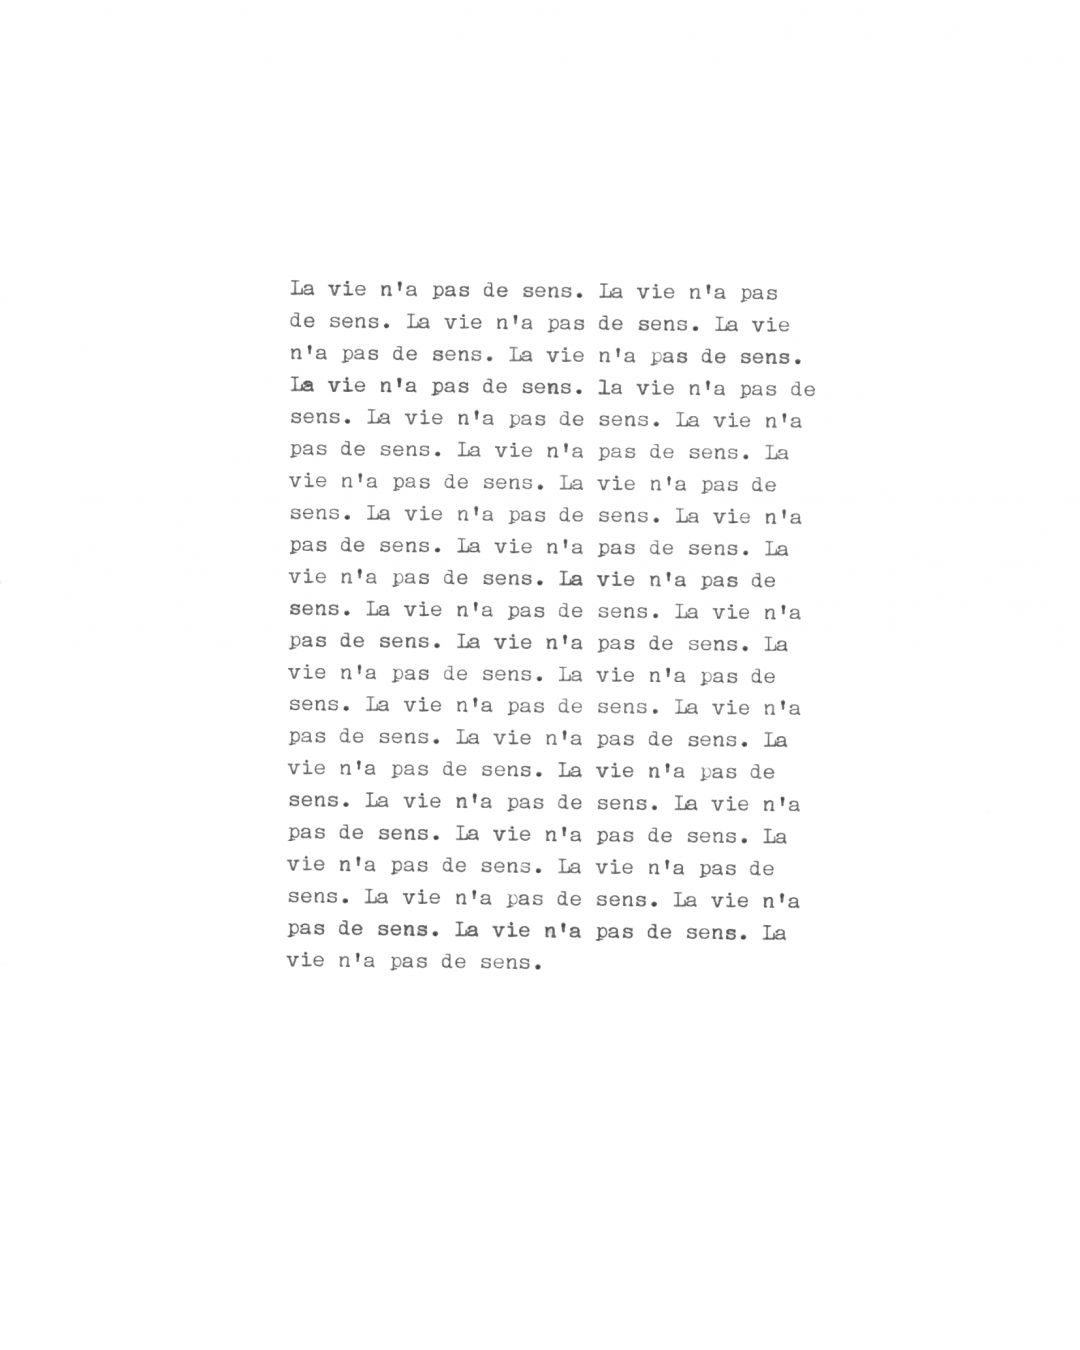 La vie n'a pas de sens. La vie n'a pas
de sens. La vie n'a pas de sens. La vie
n'a pas de sens. La vie n'a pas de sens.
La vie n'a pas de sens. la vie n'a pas de
sens. La vie n'a pas de sens. La vie n'a
pas de sens. La vie n'a pas de sens. La
vie n'a pas de sens. La vie n'a pas de
sens. La vie n'a pas de sens. La vie n'a
pas de sens. La vie n'a pas de sens. La
vie n'a pas de sens. La vie n'a pas de
sens. La vie n'a pas de sens. La vie n'a
pas de sens. La vie n'a pas de sens. La
vie n'a pas de sens. La vie n'a pas de
sens. La vie n'a pas de sens. La vie n'a
pas de sens. La vie n'a pas de sens. La
vie n'a pas de sens. La vie n'a pas de
sens. La vie n'a pas de sens. La vie n'a
pas de sens. La vie n'a pas de sens. La
vie n'a pas de sens. La vie n'a pas de
sens. La vie n'a pas de sens. La vie n'a
pas de sens. La vie n'a pas de sens. La
vie n'a pas de sens.